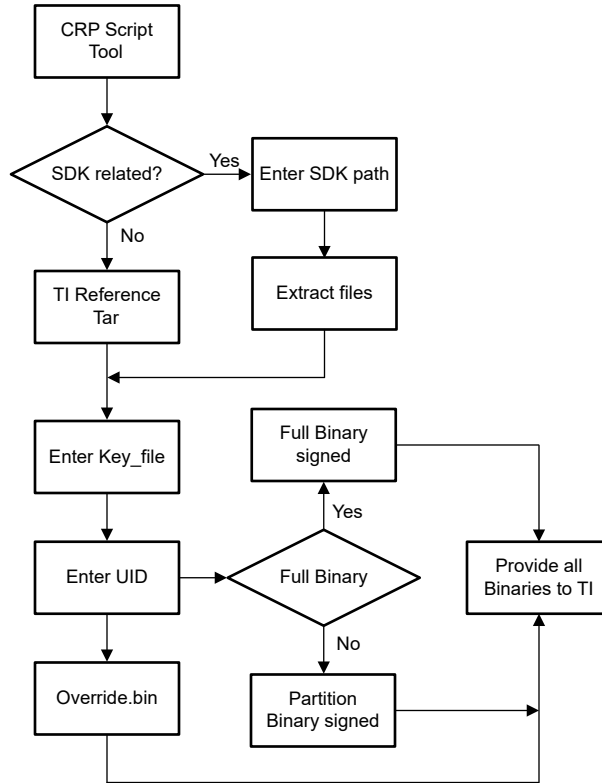 CRP Script
Tool
SDK related?
Yes
Enter SDK path
No
TI Reference
Tar
Extract files
Enter Key_file
Full Binary
signed
Yes
Enter UID
Full Binary
Provide all
Binaries to TI
No
Override.bin
Partition
Binary signed